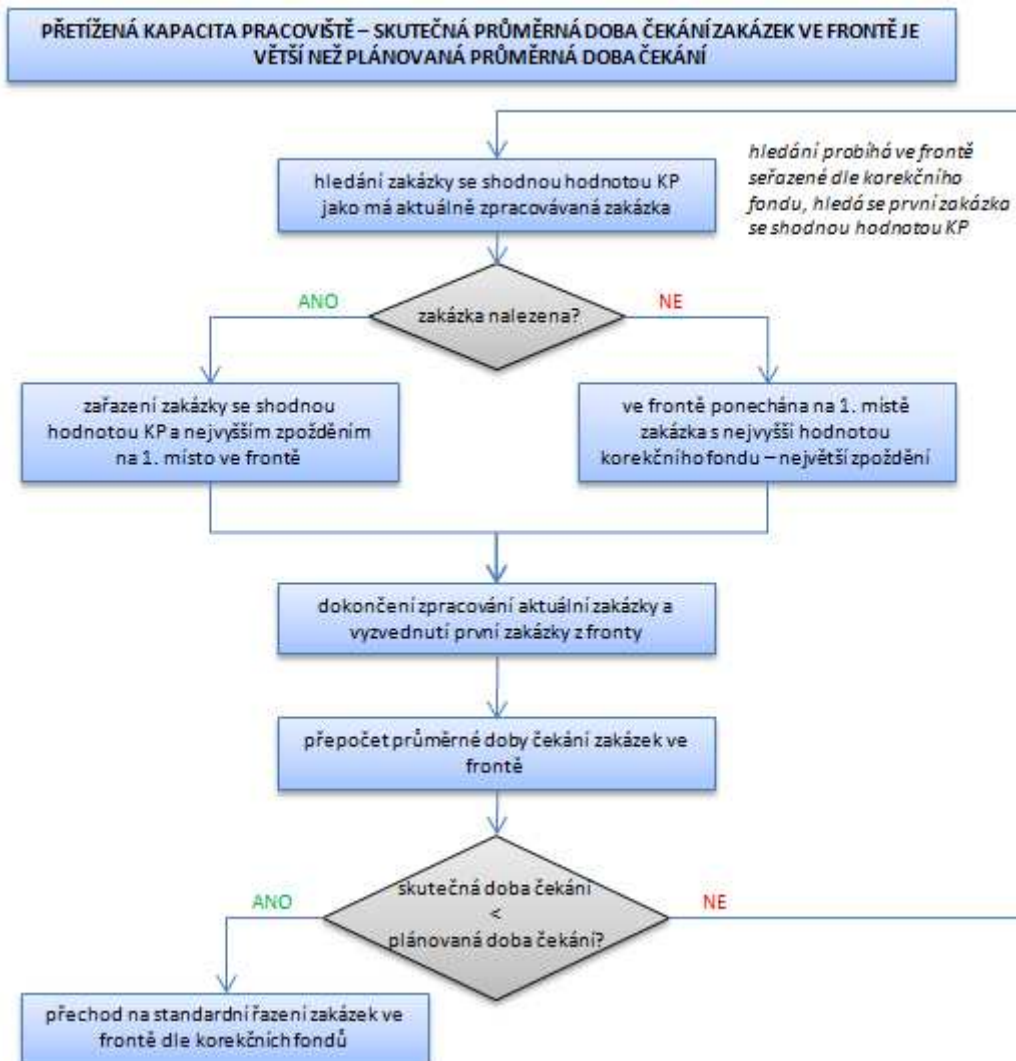 PŘETÍŽENÁ KAPACITA PRACOVIŠTĚ – SKUTEČNÁ PRŮMĚRNÁ DOBA ČEKÁNÍ ZAKÁZEK VE FRONTĚ JE
VĚTŠÍ NEŽ PLÁNOVANÁ PRŮMĚRNÁ DOBA ČEKÁNÍ
hledání zakázky se shodnou hodnotou KP
jako má aktuálně zpracovávaná zakázka
hledání probíhá ve frontě
seřazené dle korekčního
fondu, hledá se první zakázka
se shodnou hodnotou KP
ANO
zakázka nalezena?
NE
zařazení zakázky se shodnou
hodnotou KP a nejvyšším zpožděním
na 1. místo ve frontě
ve frontě ponechána na 1. místě
zakázka s nejvyšší hodnotou
korekčního fondu – největší zpoždění
dokončení zpracování aktuální zakázky a
vyzvednutí první zakázky z fronty
přepočet průměrné doby čekání zakázek ve
frontě
ANO
skutečná doba čekání
<
plánovaná doba čekání?
NE
přechod na standardní řazení zakázek ve
frontě dle korekčních fondů